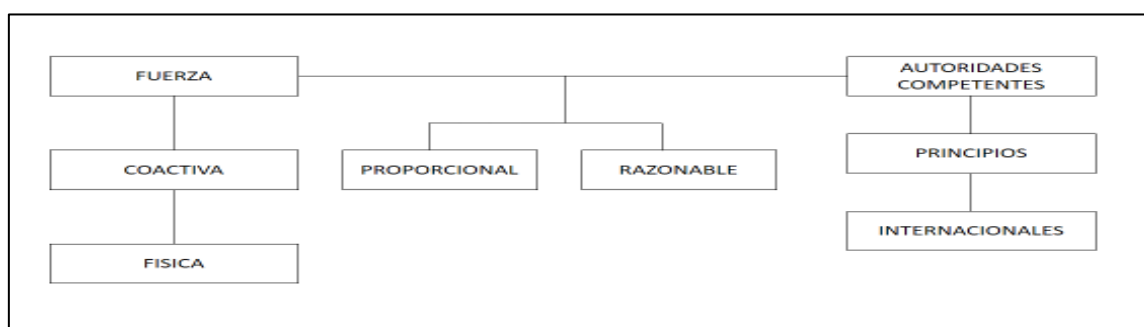 FUERZA
AUTORIDADES
COMPETENTES
COACTIVA
PROPORCIONAL
RAZONABLE
PRINCIPIOS
INTERNACIONALES
FISICA